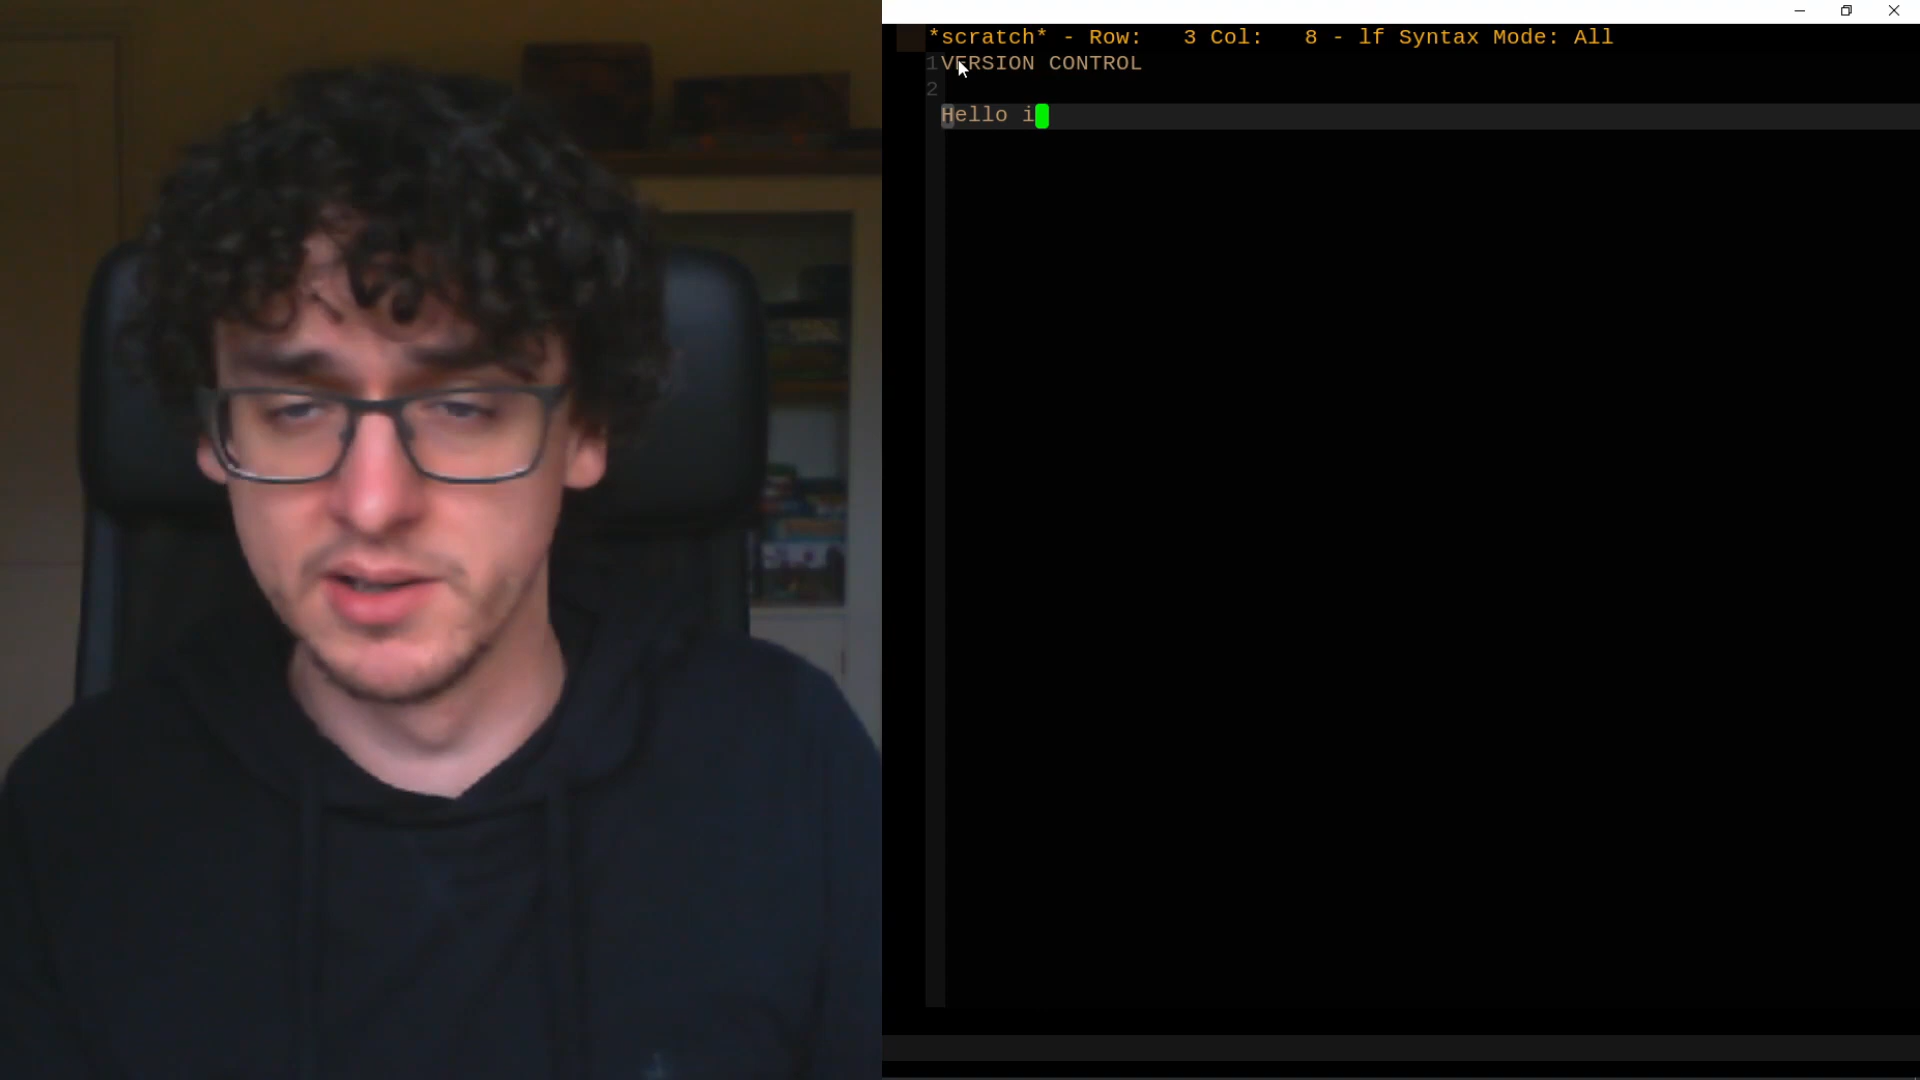 *scratch* - Row: 3 Col: 8 - lf Syntax Mode: All
1 VERSION CONTROL
2
Hello i